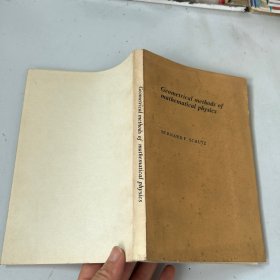 Geometrical methods of mathematical physics
Geometrical methods of
mathematical physics
BERNARD F. SCHUTZ